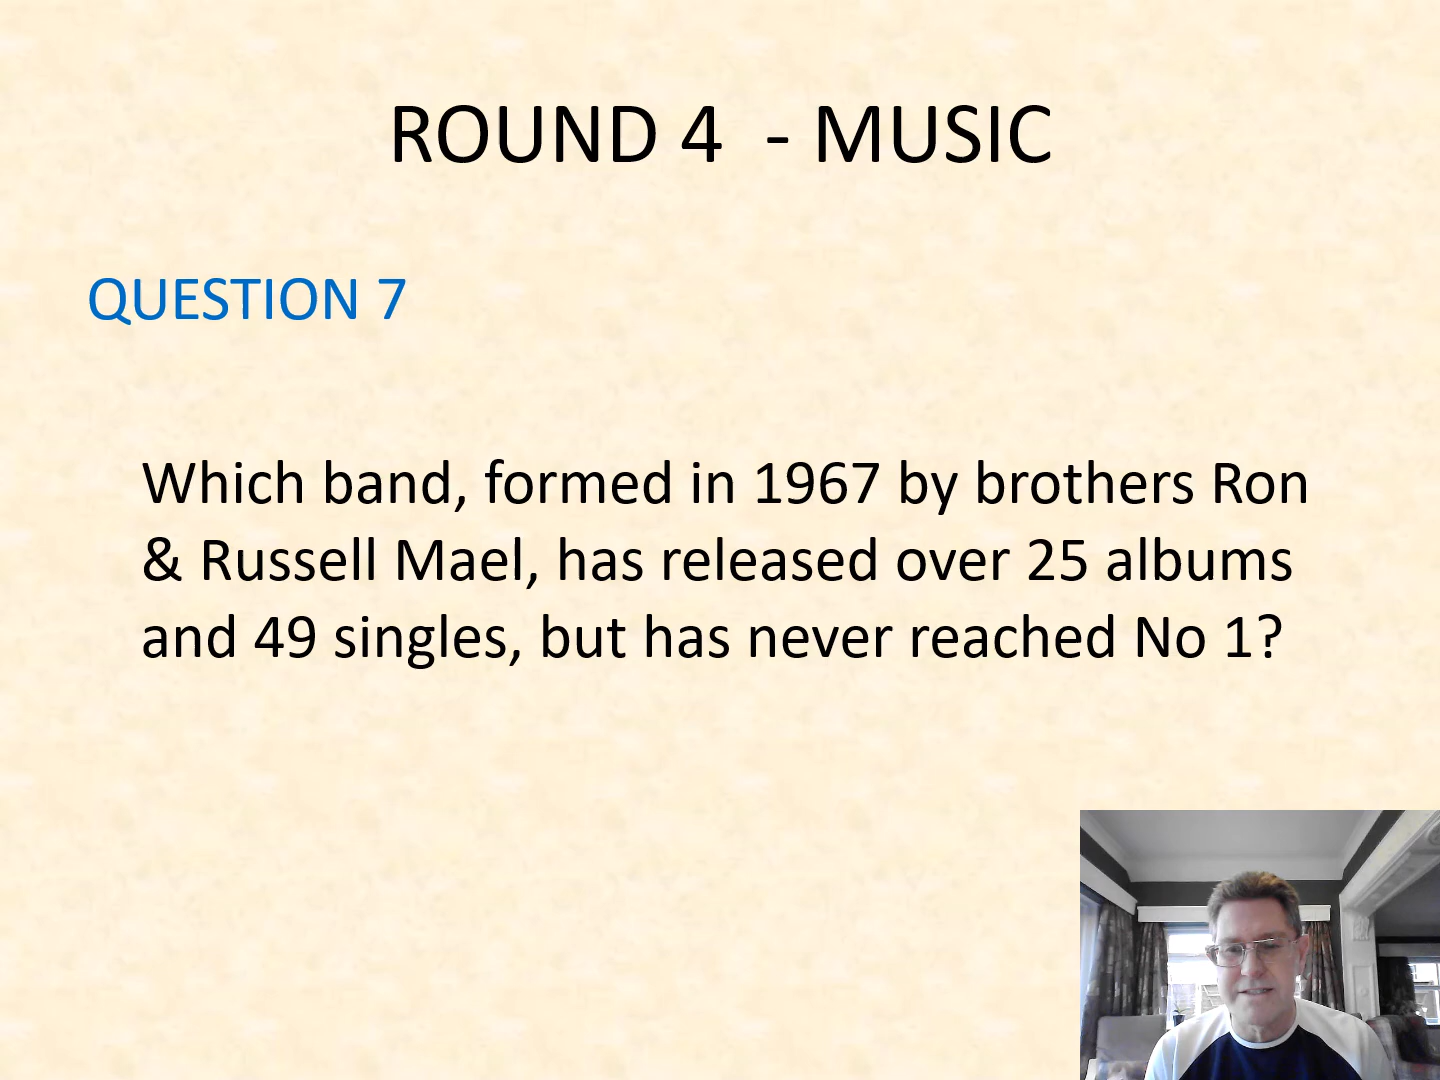 ROUND 4  - MUSIC
QUESTION 7
Which band, formed in 1967 by brothers Ron
& Russell Mael, has released over 25 albums
and 49 singles, but has never reached No 1?